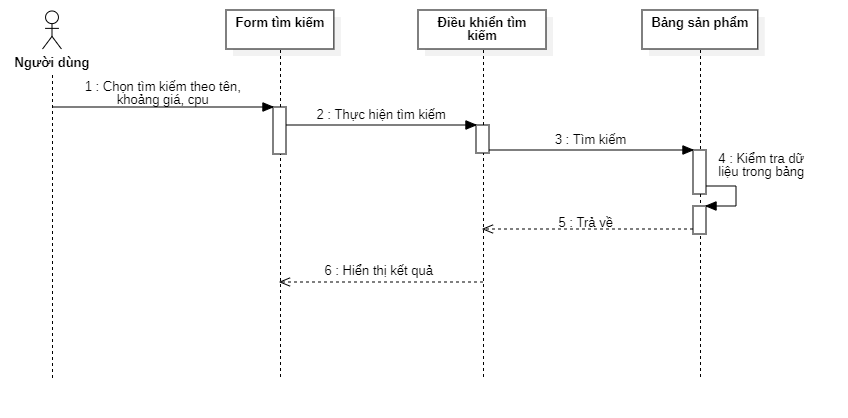 Form tìm kiếm
Điều khiển tìm
kiếm
Bảng sản phẩm
Người dùng
1 : Chọn tìm kiếm theo tên,
khoảng giá, cpu
2 : Thực hiện tìm kiếm
3 : Tìm kiếm
4 : Kiểm tra dữ
liệu trong bảng
5 : Trả về
6 : Hiển thị kết quả